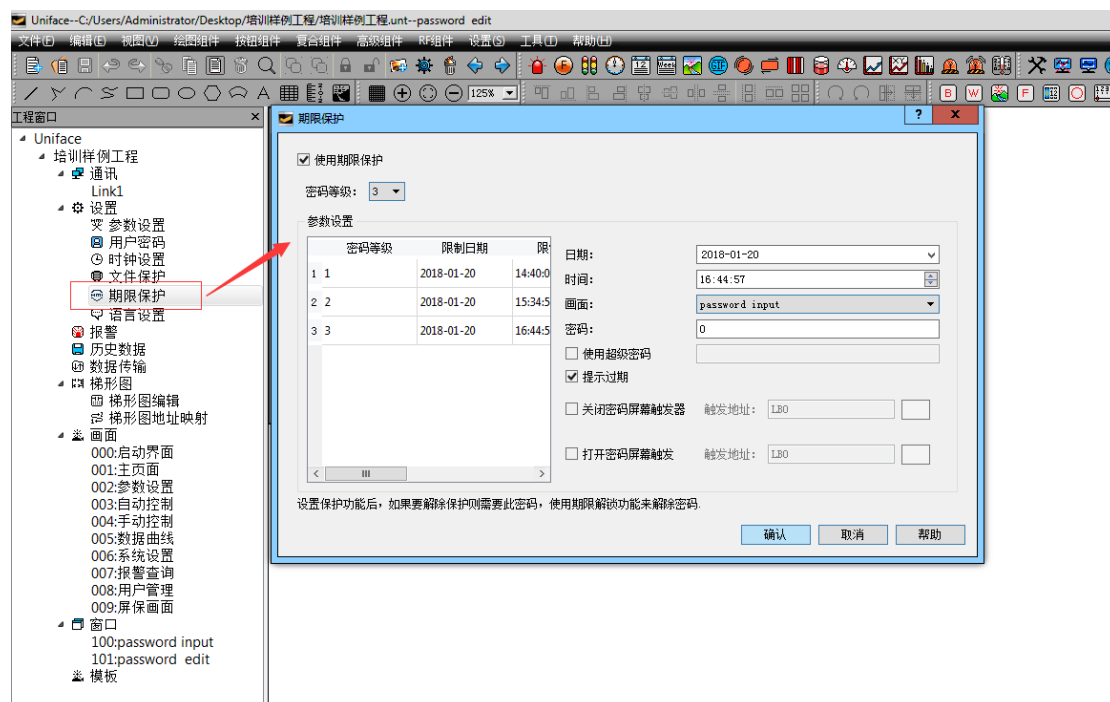 Uniface--C:/Users/Administrator/Desktop/培训样例工程/培训样例工程.unt--password edit
文件(F) 编辑(E) 视图(V) 绘图组件 按钮组件 复合组件 高级组件 RF组件 设置(S) 工具(T) 帮助(H)
125%
工程窗口
Uniface
培训样例工程
通讯
Link1
设置
参数设置
用户密码
时钟设置
文件保护
期限保护
语言设置
报警
历史数据
数据传输
梯形图
梯形图编辑
梯形图地址映射
画面
000:启动界面
001:主页面
002:参数设置
003:自动控制
004:手动控制
005:数据曲线
006:系统设置
007:报警查询
008:用户管理
009:屏保画面
窗口
100:password input
101:password edit
模板
期限保护
使用期限保护
密码等级: 3
参数设置
密码等级 限制日期 限
1 1 2018-01-20 14:40:0
2 2 2018-01-20 15:34:5
3 3 2018-01-20 16:44:5
日期: 2018-01-20
时间: 16:44:57
画面: password input
密码: 0
使用超级密码
提示过期
关闭密码屏幕触发器 触发地址: LB0
打开密码屏幕触发 触发地址: LB0
设置保护功能后，如果要解除保护则需要此密码，使用期限解锁功能来解除密码.
确认 取消 帮助